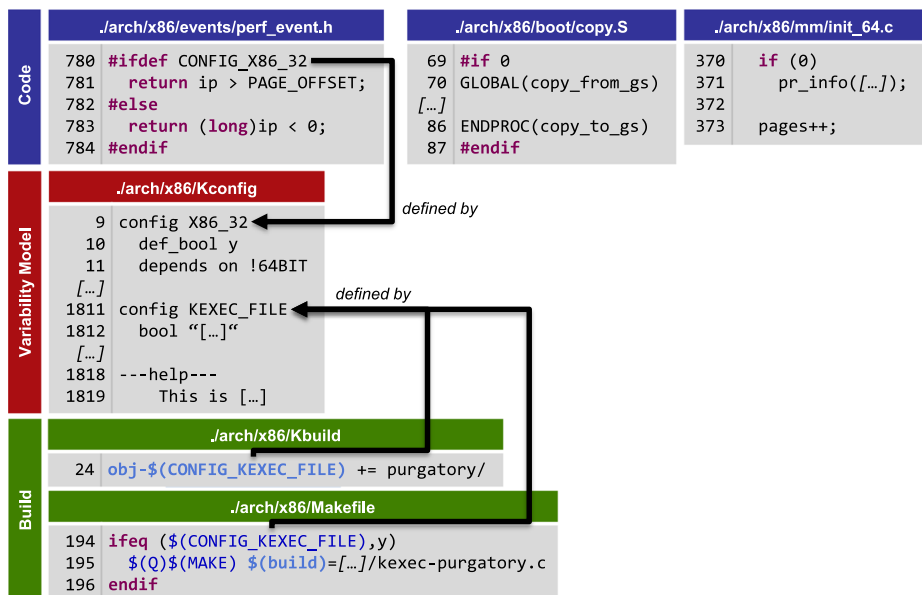 Code
./arch/x86/events/perf_event.h
780 #ifdef CONFIG_X86_32
781 return ip > PAGE_OFFSET;
782 #else
783 return (long)ip < 0;
784 #endif
./arch/x86/boot/copy.S
69 #if 0
70 GLOBAL(copy_from_gs)
[…]
86 ENDPROC(copy_to_gs)
87 #endif
./arch/x86/mm/init_64.c
370 if (0)
371 pr_info([…]);
372
373 pages++;
Variability Model
./arch/x86/Kconfig
9 config X86_32
10 def_bool y
11 depends on !64BIT
[…]
1811 config KEXEC_FILE
1812 bool “[…]“
[…]
1818 ---help---
1819 This is […]
defined by
defined by
Build
./arch/x86/Kbuild
24 obj-$(CONFIG_KEXEC_FILE) += purgatory/
./arch/x86/Makefile
194 ifeq ($(CONFIG_KEXEC_FILE),y)
195 $(Q)$(MAKE) $(build)=[…]/kexec-purgatory.c
196 endif